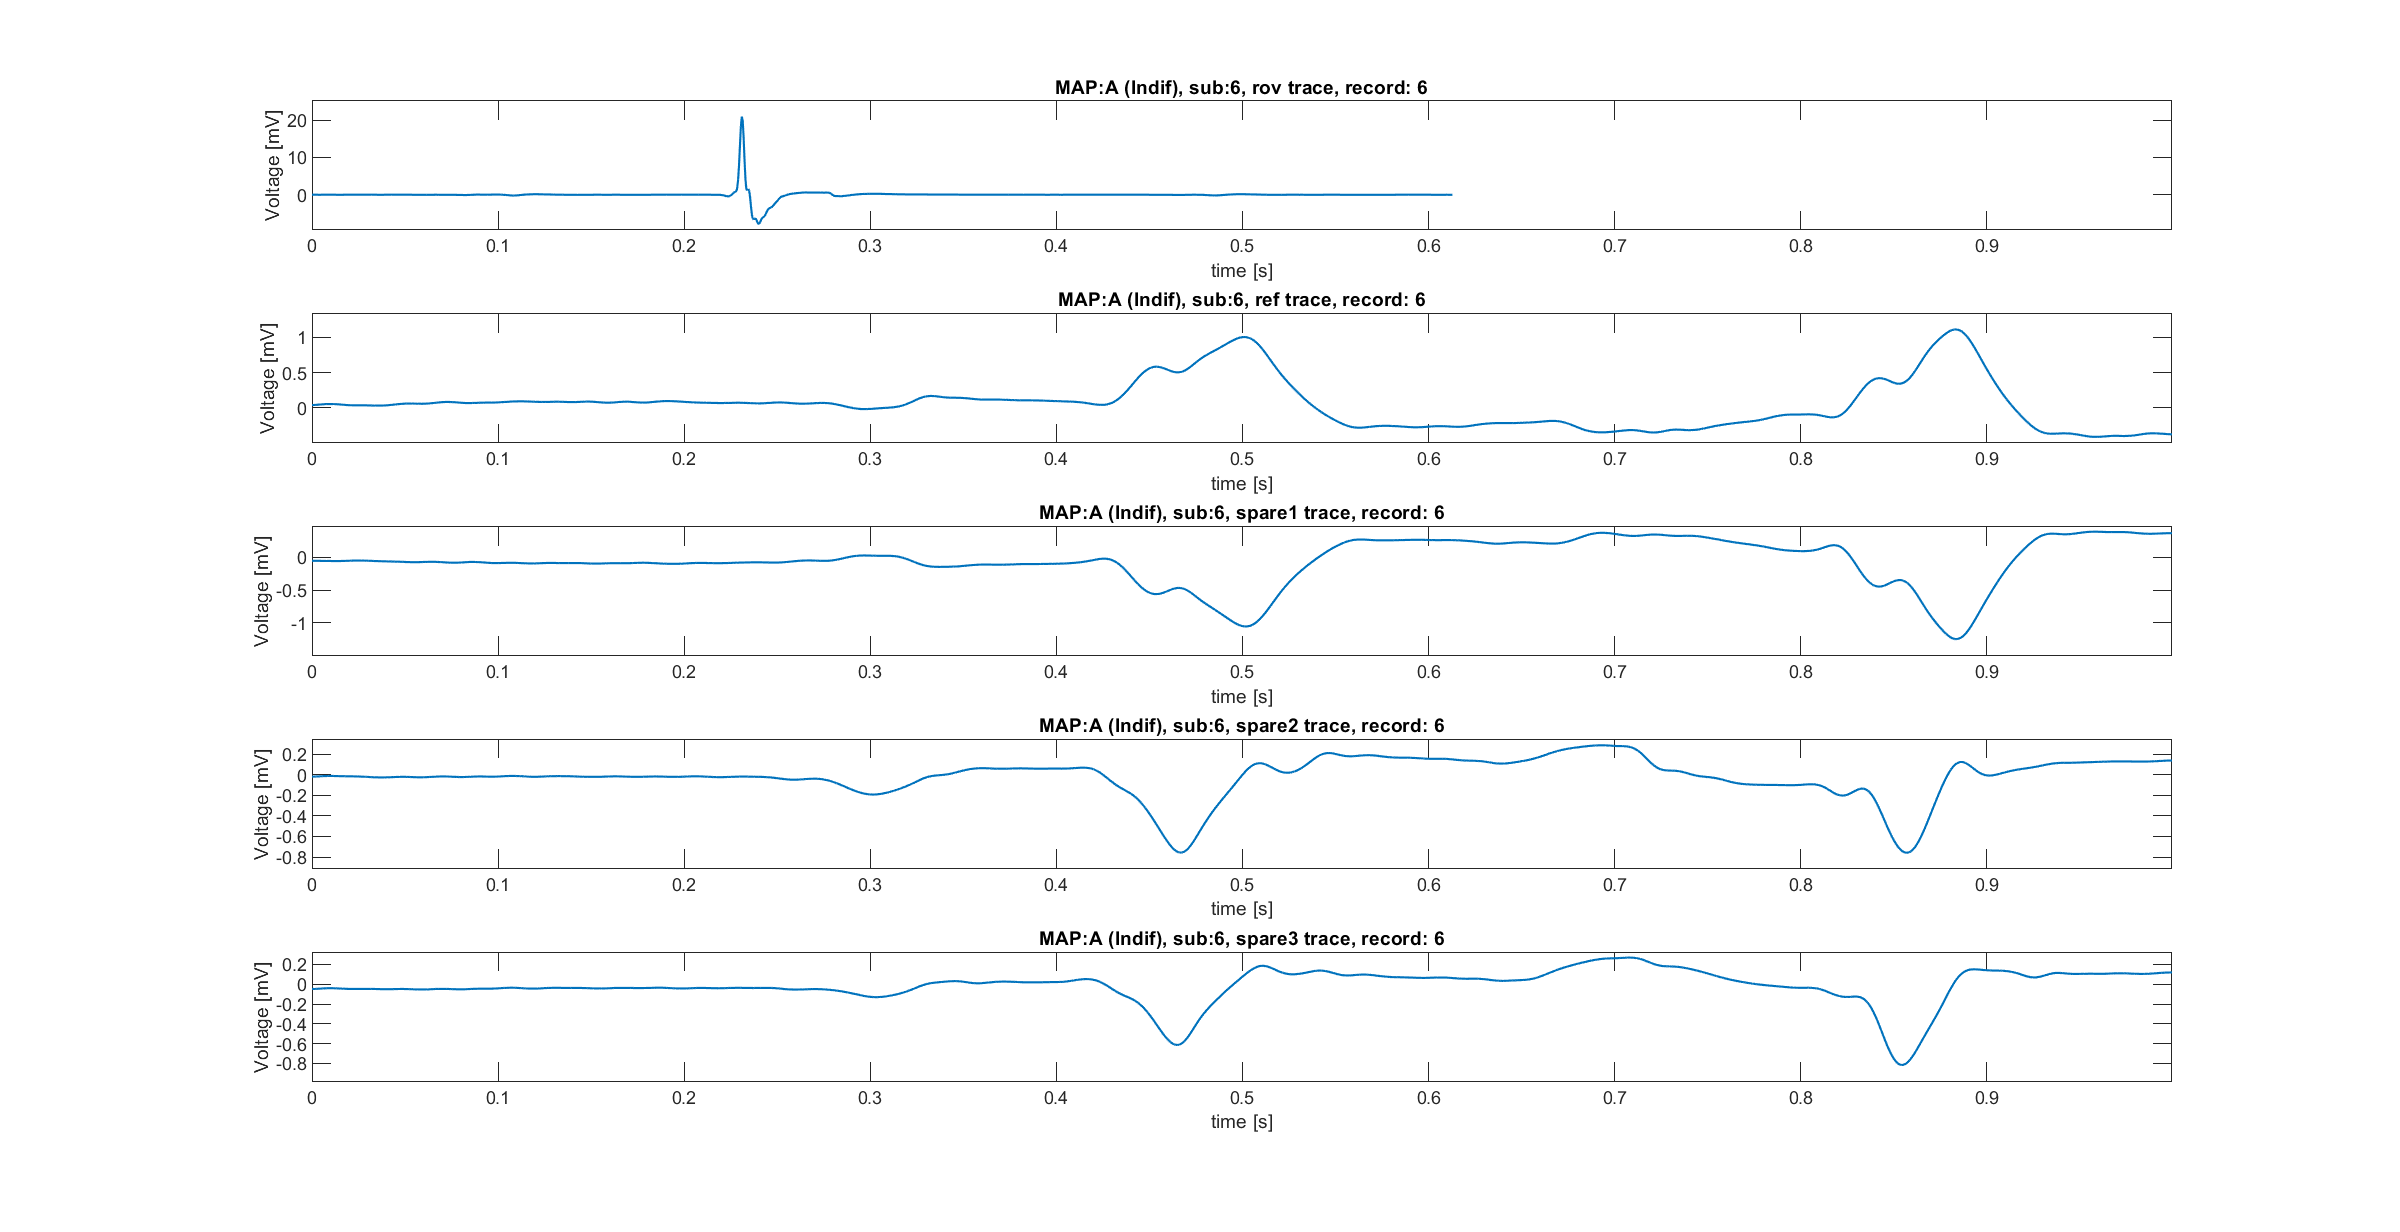 MAP:A (Indif), sub:6, rov trace, record: 6
Voltage [mV]
20
10
0
0 0.1 0.2 0.3 0.4 0.5 0.6 0.7 0.8 0.9
time [s]
MAP:A (Indif), sub:6, ref trace, record: 6
Voltage [mV]
1
0.5
0
0 0.1 0.2 0.3 0.4 0.5 0.6 0.7 0.8 0.9
time [s]
MAP:A (Indif), sub:6, spare1 trace, record: 6
Voltage [mV]
0
-0.5
-1
0 0.1 0.2 0.3 0.4 0.5 0.6 0.7 0.8 0.9
time [s]
MAP:A (Indif), sub:6, spare2 trace, record: 6
Voltage [mV]
0.2
0
-0.2
-0.4
-0.6
-0.8
0 0.1 0.2 0.3 0.4 0.5 0.6 0.7 0.8 0.9
time [s]
MAP:A (Indif), sub:6, spare3 trace, record: 6
Voltage [mV]
0.2
0
-0.2
-0.4
-0.6
-0.8
0 0.1 0.2 0.3 0.4 0.5 0.6 0.7 0.8 0.9
time [s]